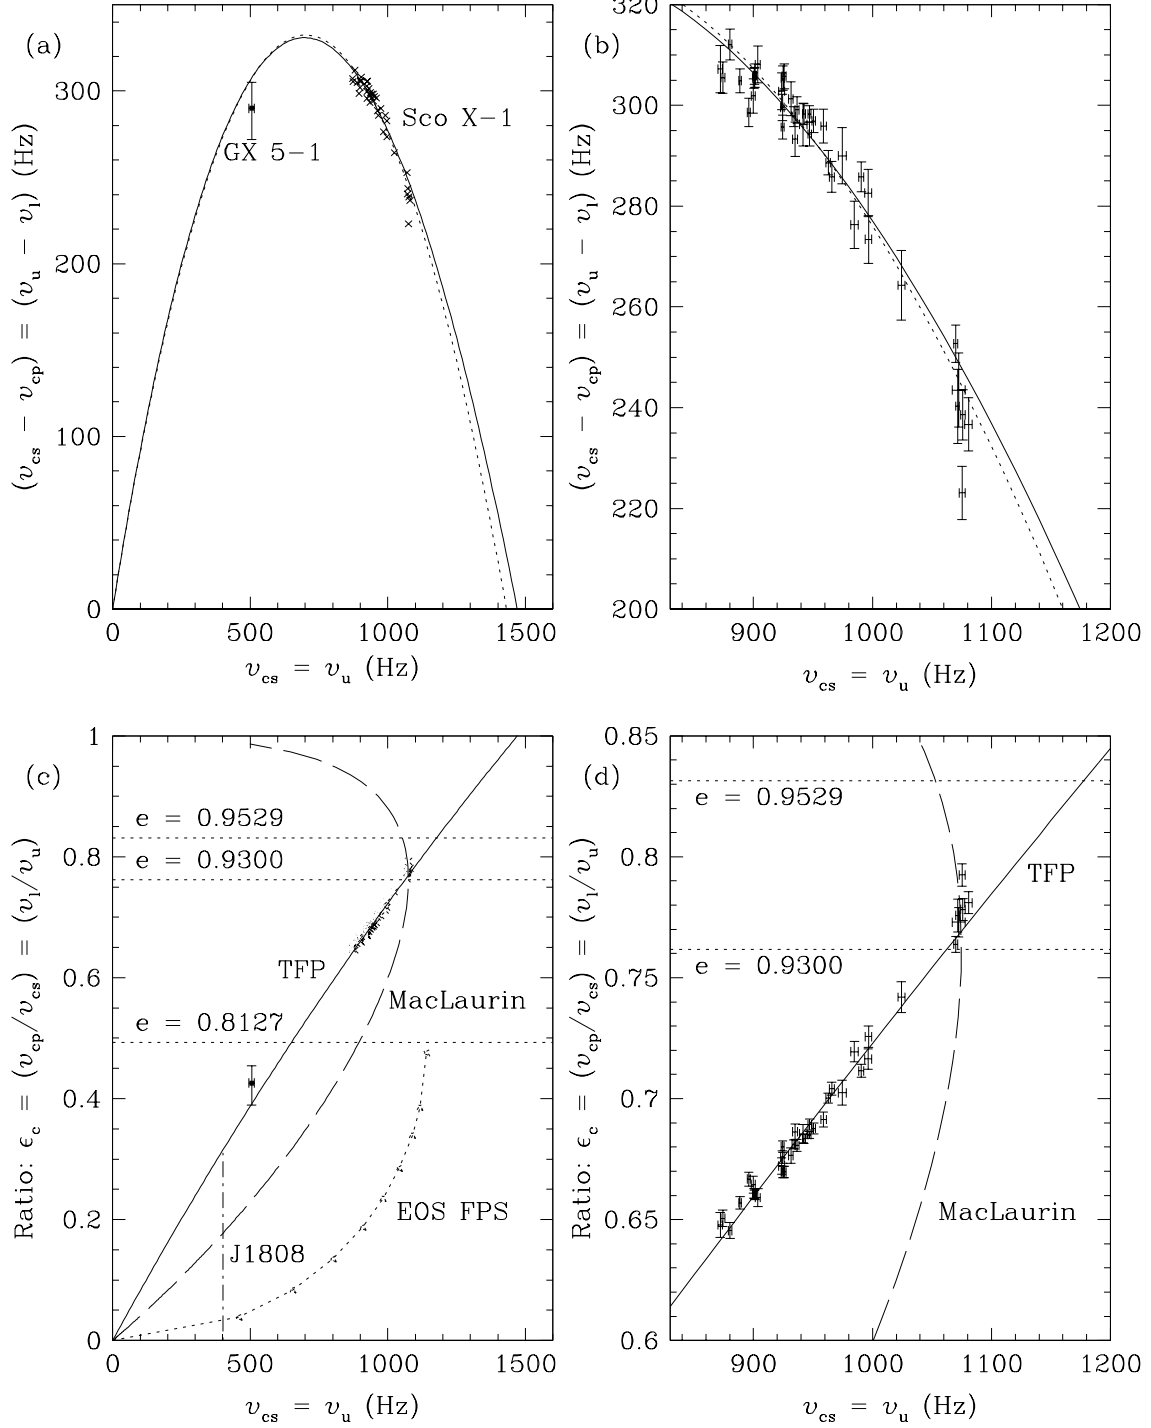 (a)
(ν_cs − ν_cp) = (ν_u − ν_l) (Hz)
300
200
100
0
GX 5−1
Sco X−1
0 500 1000 1500
ν_cs = ν_u (Hz)
(b)
(ν_cs − ν_cp) = (ν_u − ν_l) (Hz)
320
300
280
260
240
220
200
900 1000 1100 1200
ν_cs = ν_u (Hz)
(c)
Ratio: ϵ_c = (ν_cp/ν_cs) = (ν_l/ν_u)
1
0.8
0.6
0.4
0.2
0
e = 0.9529
e = 0.9300
TFP
MacLaurin
e = 0.8127
EOS FPS
J1808
0 500 1000 1500
ν_cs = ν_u (Hz)
(d)
Ratio: ϵ_c = (ν_cp/ν_cs) = (ν_l/ν_u)
0.85
0.8
0.75
0.7
0.65
0.6
e = 0.9529
TFP
e = 0.9300
MacLaurin
900 1000 1100 1200
ν_cs = ν_u (Hz)